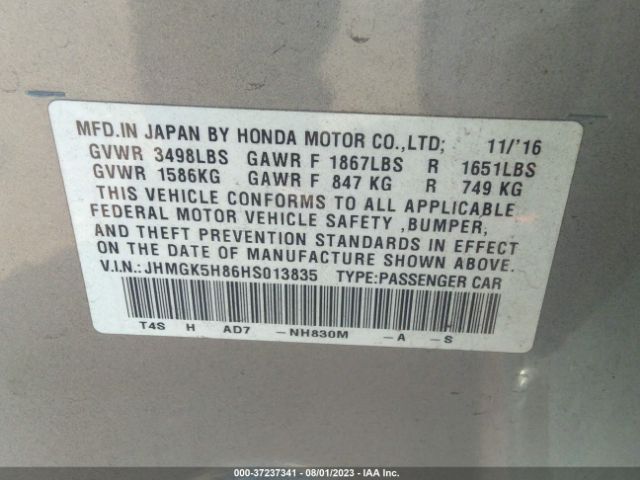 MFD.IN JAPAN BY HONDA MOTOR CO.,LTD; 11/'16
GVWR 3498LBS GAWR F 1867LBS R 1651LBS
GVWR 1586KG GAWR F 847 KG R 749 KG
THIS VEHICLE CONFORMS TO ALL APPLICABLE
FEDERAL MOTOR VEHICLE SAFETY ,BUMPER,
AND THEFT PREVENTION STANDARDS IN EFFECT
ON THE DATE OF MANUFACTURE SHOWN ABOVE.
V.I.N.: JHMGK5H86HS013835 TYPE:PASSENGER CAR
T4S H AD7 -NH830M -A -S
000-37237341 | 08/01/2023 - IAA Inc.